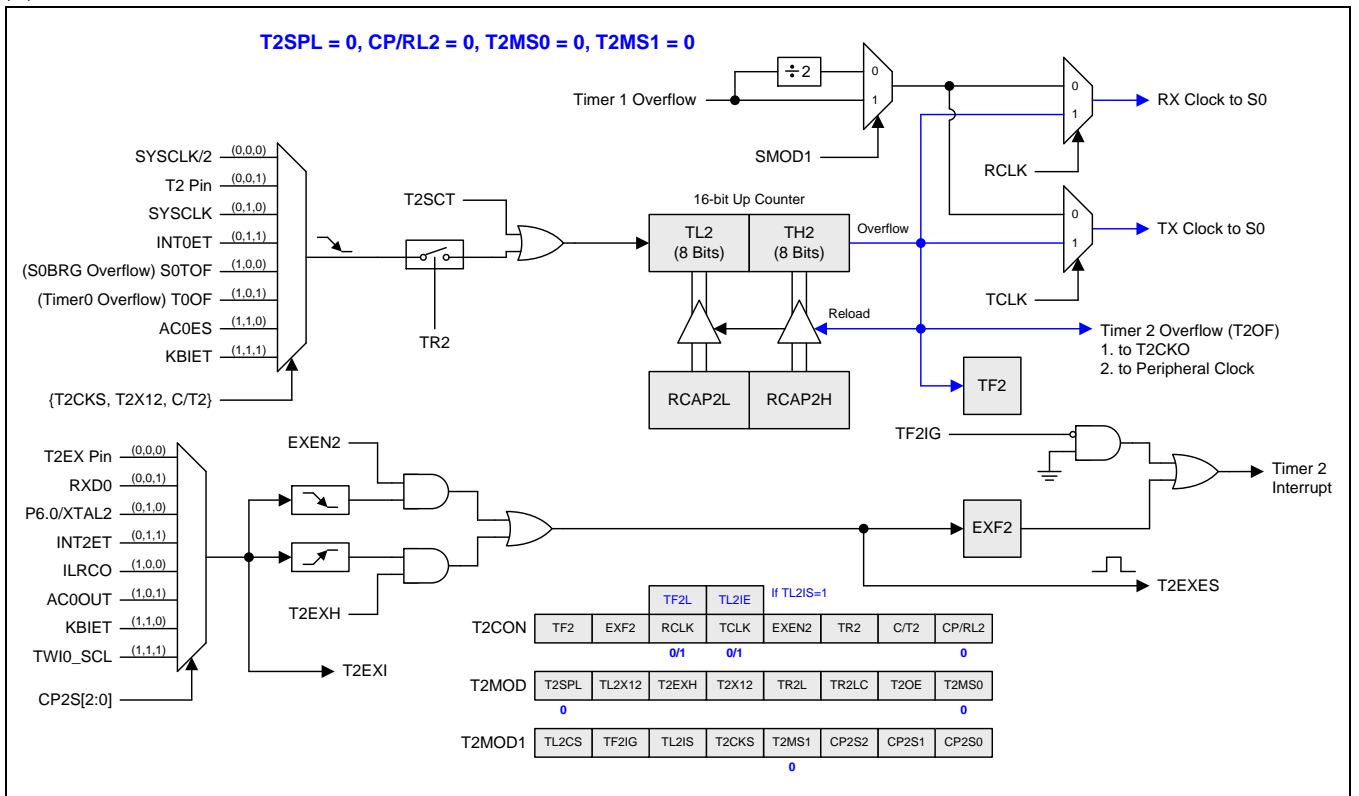 T2SPL = 0, CP/RL2 = 0, T2MS0 = 0, T2MS1 = 0
÷2
0
1
Timer 1 Overflow
SMOD1
0
1
RX Clock to S0
RCLK
0
1
TX Clock to S0
TCLK
SYSCLK/2 (0,0,0)
T2 Pin (0,0,1)
SYSCLK (0,1,0)
INT0ET (0,1,1)
(S0BRG Overflow) S0TOF (1,0,0)
(Timer0 Overflow) T0OF (1,0,1)
AC0ES (1,1,0)
KBIET (1,1,1)
{T2CKS, T2X12, C/T2}
T2SCT
TR2
16-bit Up Counter
TL2
(8 Bits)
TH2
(8 Bits)
Overflow
Reload
RCAP2L
RCAP2H
Timer 2 Overflow (T2OF)
1. to T2CKO
2. to Peripheral Clock
TF2
TF2IG
Timer 2
Interrupt
EXF2
T2EXES
EXEN2
T2EX Pin (0,0,0)
RXD0 (0,0,1)
P6.0/XTAL2 (0,1,0)
INT2ET (0,1,1)
ILRCO (1,0,0)
AC0OUT (1,0,1)
KBIET (1,1,0)
TWI0_SCL (1,1,1)
CP2S[2:0]
T2EXH
T2EXI
TF2L TL2IE If TL2IS=1
T2CON TF2 EXF2 RCLK TCLK EXEN2 TR2 C/T2 CP/RL2
0/1 0/1 0
T2MOD T2SPL TL2X12 T2EXH T2X12 TR2L TR2LC T2OE T2MS0
0 0
T2MOD1 TL2CS TF2IG TL2IS T2CKS T2MS1 CP2S2 CP2S1 CP2S0
0